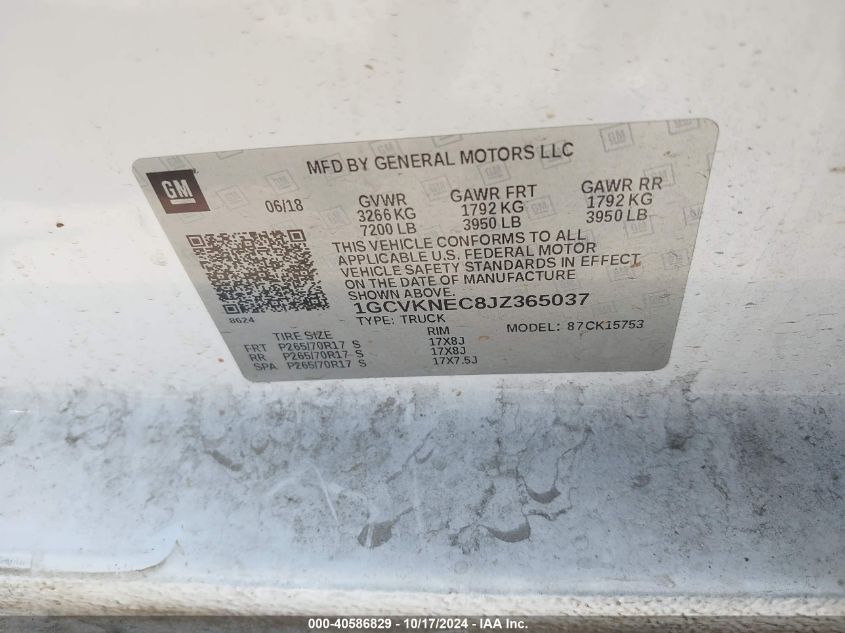 MFD BY GENERAL MOTORS LLC
GM
06/18 GVWR GAWR FRT GAWR RR
3266 KG 1792 KG 1792 KG
7200 LB 3950 LB 3950 LB
THIS VEHICLE CONFORMS TO ALL
APPLICABLE U.S. FEDERAL MOTOR
VEHICLE SAFETY STANDARDS IN EFFECT
ON THE DATE OF MANUFACTURE
SHOWN ABOVE.
1GCVKNEC8JZ365037
8624
TYPE: TRUCK MODEL: 87CK15753
TIRE SIZE RIM
FRT P265/70R17 S 17X8J
RR P265/70R17 S 17X8J
SPA P265/70R17 S 17X7.5J
000-40586829 - 10/17/2024 - IAA Inc.